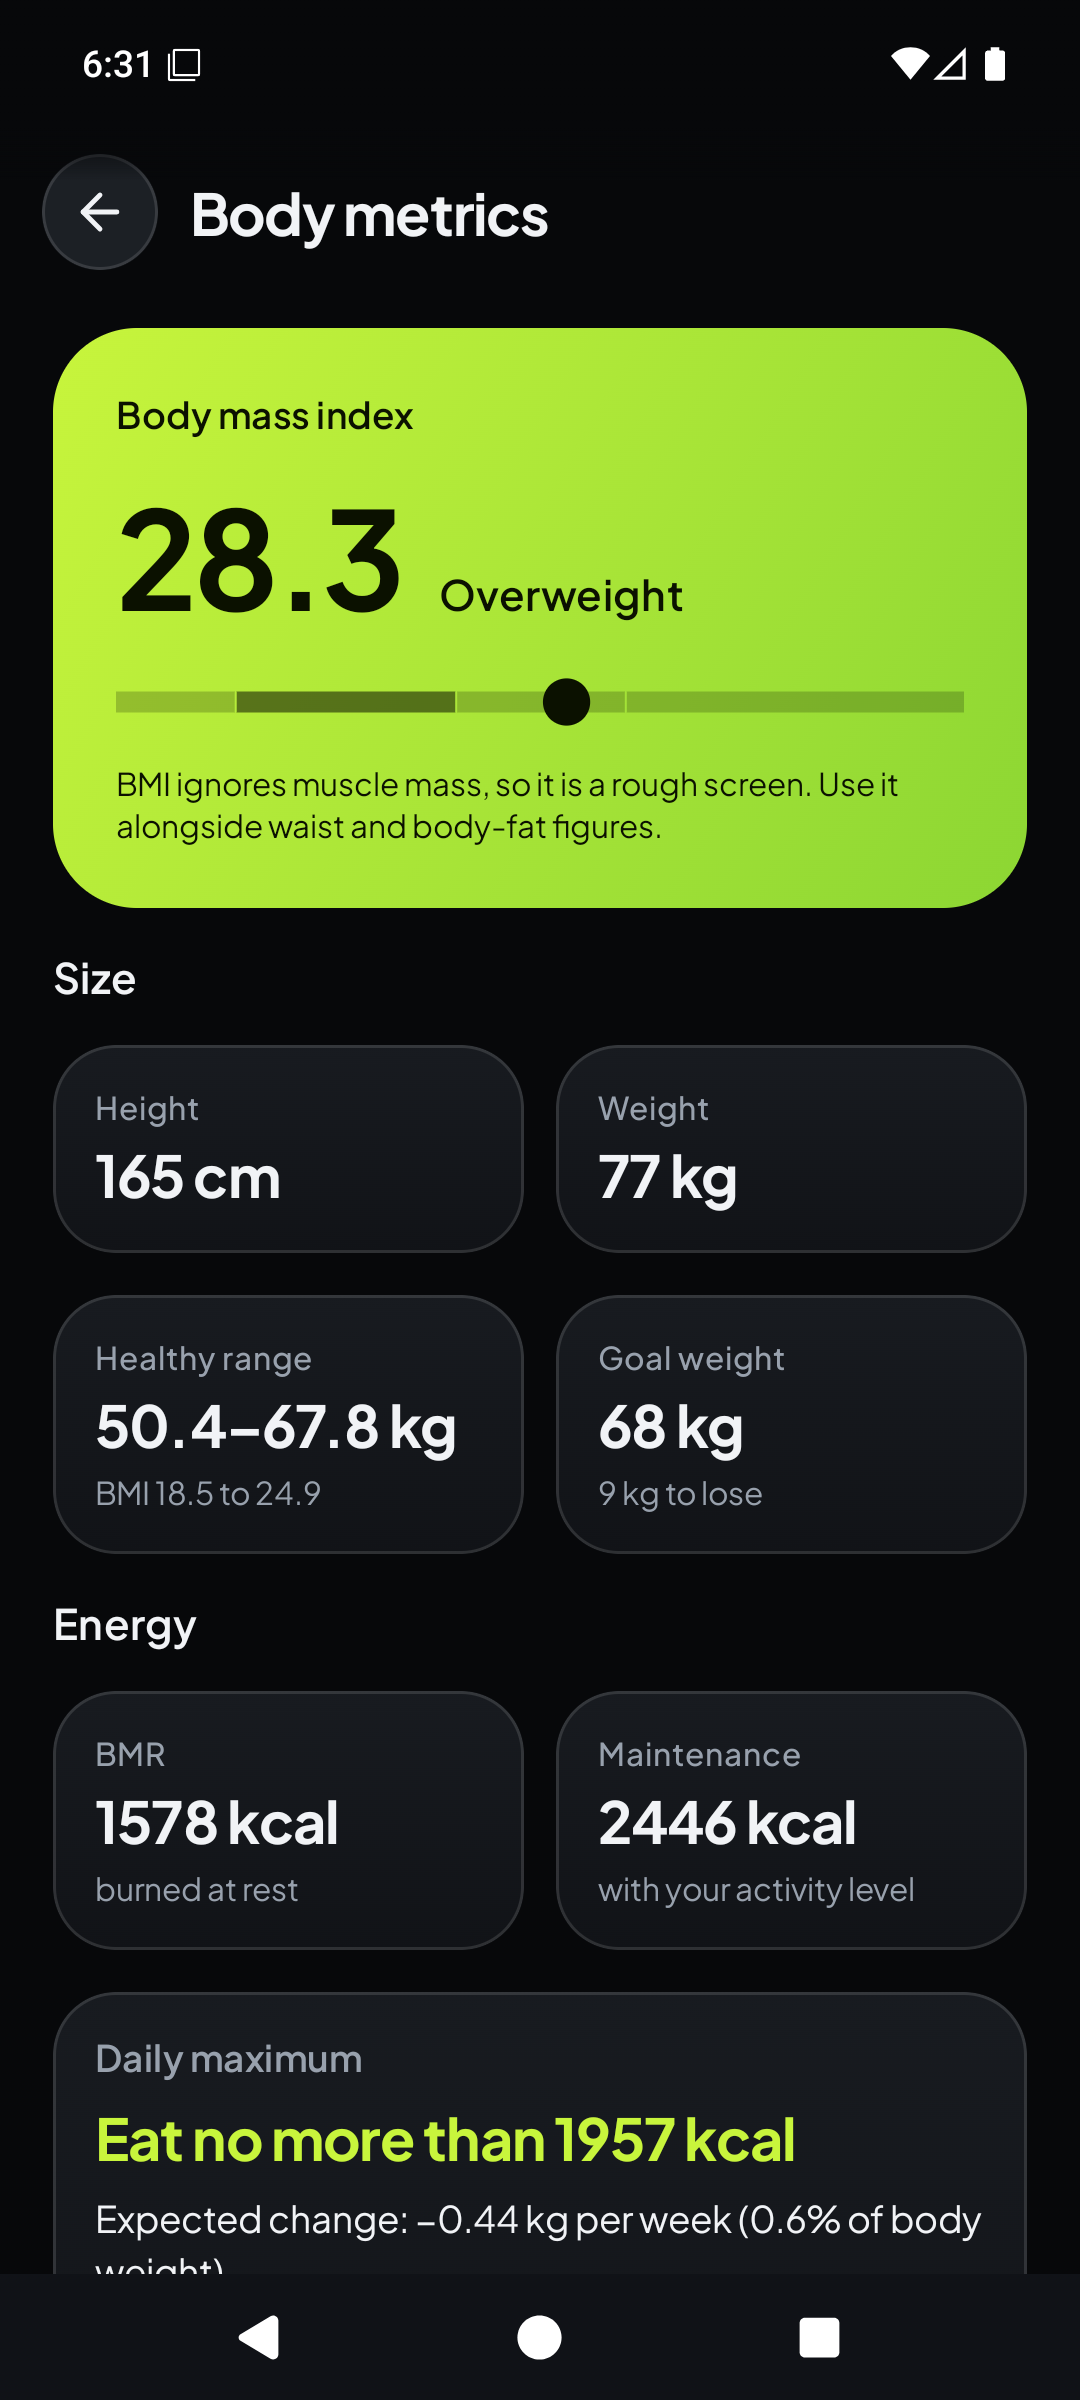 6:31
Body metrics
Body mass index
28.3 Overweight
BMI ignores muscle mass, so it is a rough screen. Use it
alongside waist and body-fat figures.
Size
Height
165 cm
Weight
77 kg
Healthy range
50.4–67.8 kg
BMI 18.5 to 24.9
Goal weight
68 kg
9 kg to lose
Energy
BMR
1578 kcal
burned at rest
Maintenance
2446 kcal
with your activity level
Daily maximum
Eat no more than 1957 kcal
Expected change: −0.44 kg per week (0.6% of body
weight)